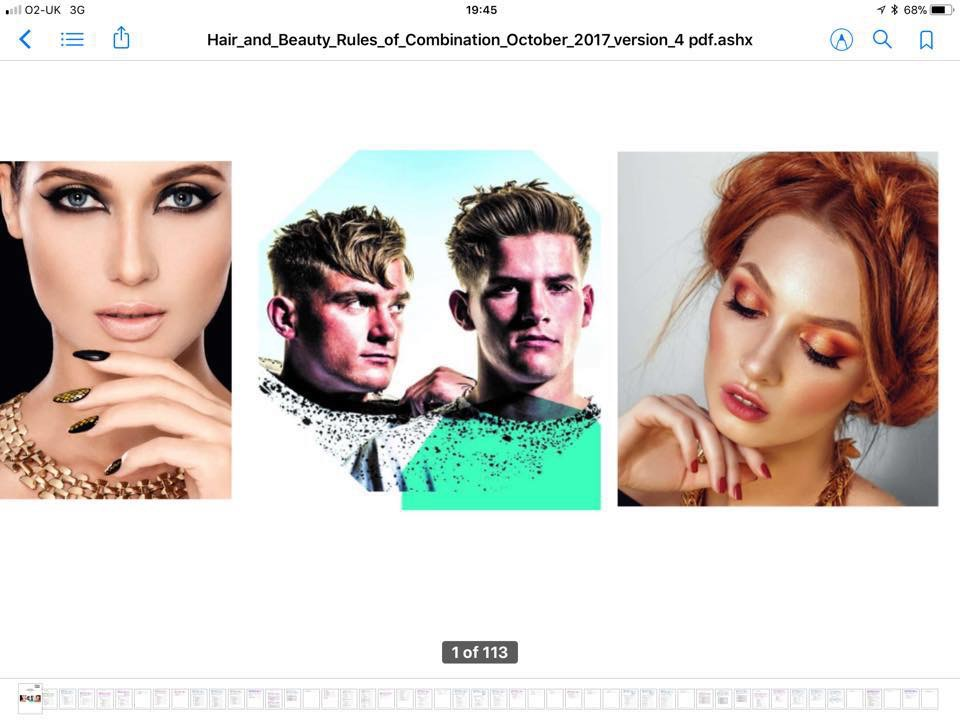 O2-UK 3G 19:45 68%
Hair_and_Beauty_Rules_of_Combination_October_2017_version_4 pdf.ashx
1 of 113